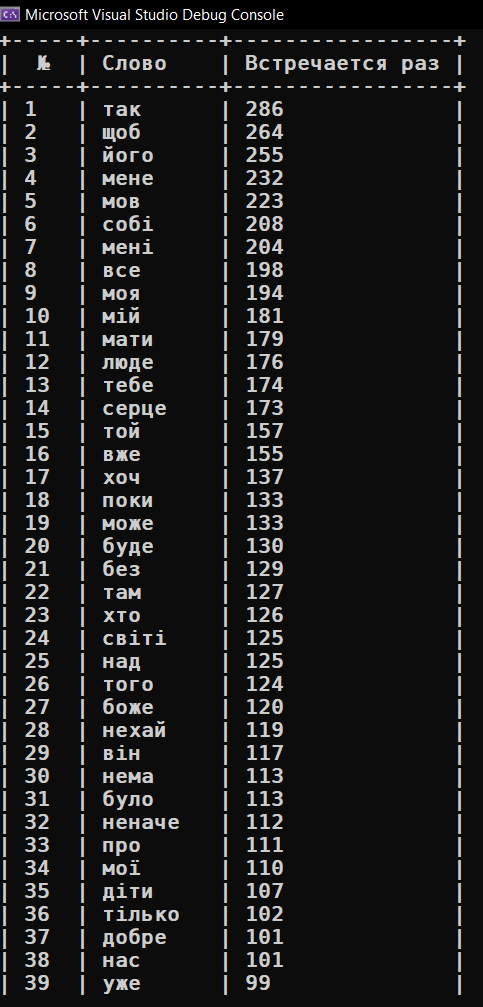 Microsoft Visual Studio Debug Console
+-----+----------+-----------------+
| № | Слово | Встречается раз |
+-----+----------+-----------------+
| 1 | так | 286 |
| 2 | щоб | 264 |
| 3 | його | 255 |
| 4 | мене | 232 |
| 5 | мов | 223 |
| 6 | собі | 208 |
| 7 | мені | 204 |
| 8 | все | 198 |
| 9 | моя | 194 |
| 10 | мій | 181 |
| 11 | мати | 179 |
| 12 | люде | 176 |
| 13 | тебе | 174 |
| 14 | серце | 173 |
| 15 | той | 157 |
| 16 | вже | 155 |
| 17 | хоч | 137 |
| 18 | поки | 133 |
| 19 | може | 133 |
| 20 | буде | 130 |
| 21 | без | 129 |
| 22 | там | 127 |
| 23 | хто | 126 |
| 24 | світі | 125 |
| 25 | над | 125 |
| 26 | того | 124 |
| 27 | боже | 120 |
| 28 | нехай | 119 |
| 29 | він | 117 |
| 30 | нема | 113 |
| 31 | було | 113 |
| 32 | неначе | 112 |
| 33 | про | 111 |
| 34 | мої | 110 |
| 35 | діти | 107 |
| 36 | тілько | 102 |
| 37 | добре | 101 |
| 38 | нас | 101 |
| 39 | уже | 99 |